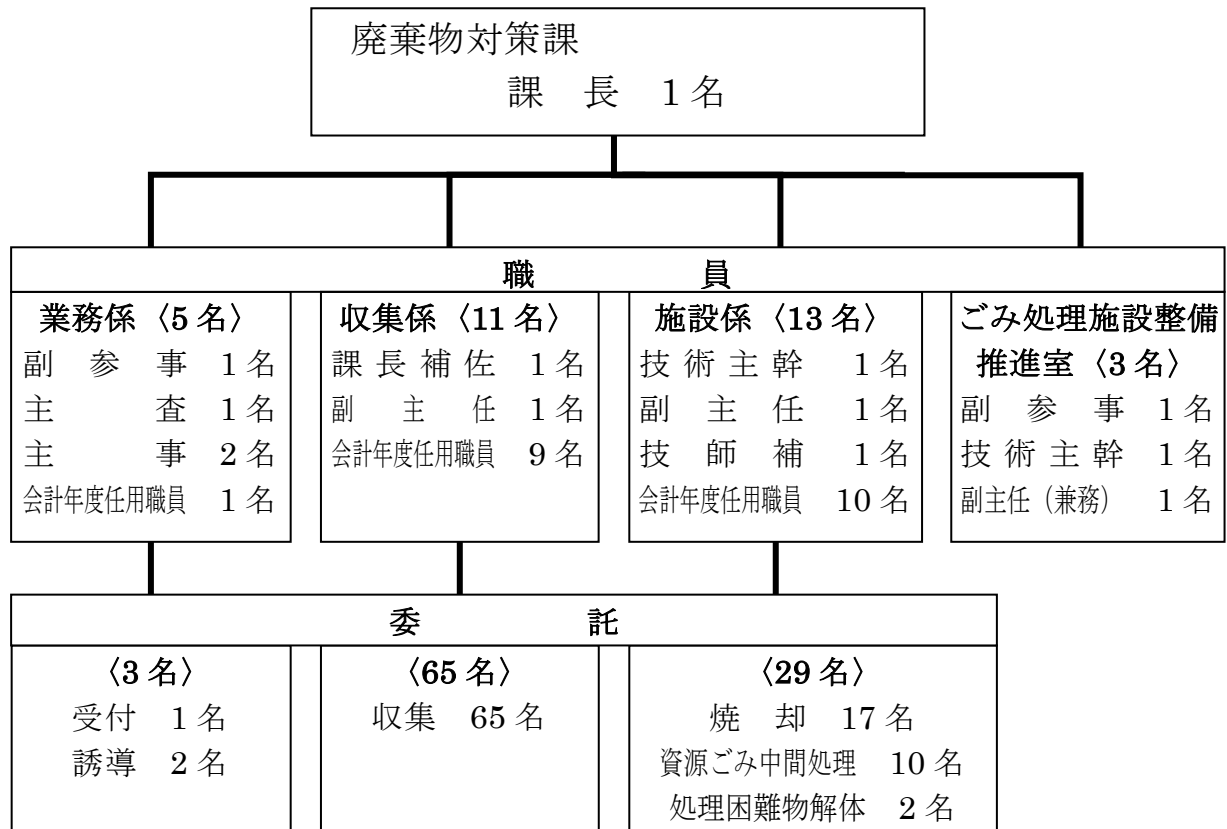 廃棄物対策課
課　長　1名
職　員
業務係〈5名〉
副　参　事　1名
主　査　1名
主　事　2名
会計年度任用職員　1名
収集係〈11名〉
課長補佐　1名
副　主　任　1名
会計年度任用職員　9名
施設係〈13名〉
技術主幹　1名
副　主　任　1名
技　師　補　1名
会計年度任用職員　10名
ごみ処理施設整備
推進室〈3名〉
副　参　事　1名
技術主幹　1名
副主任（兼務）　1名
委　託
〈3名〉
受付　1名
誘導　2名
〈65名〉
収集　65名
〈29名〉
焼　却　17名
資源ごみ中間処理　10名
処理困難物解体　2名